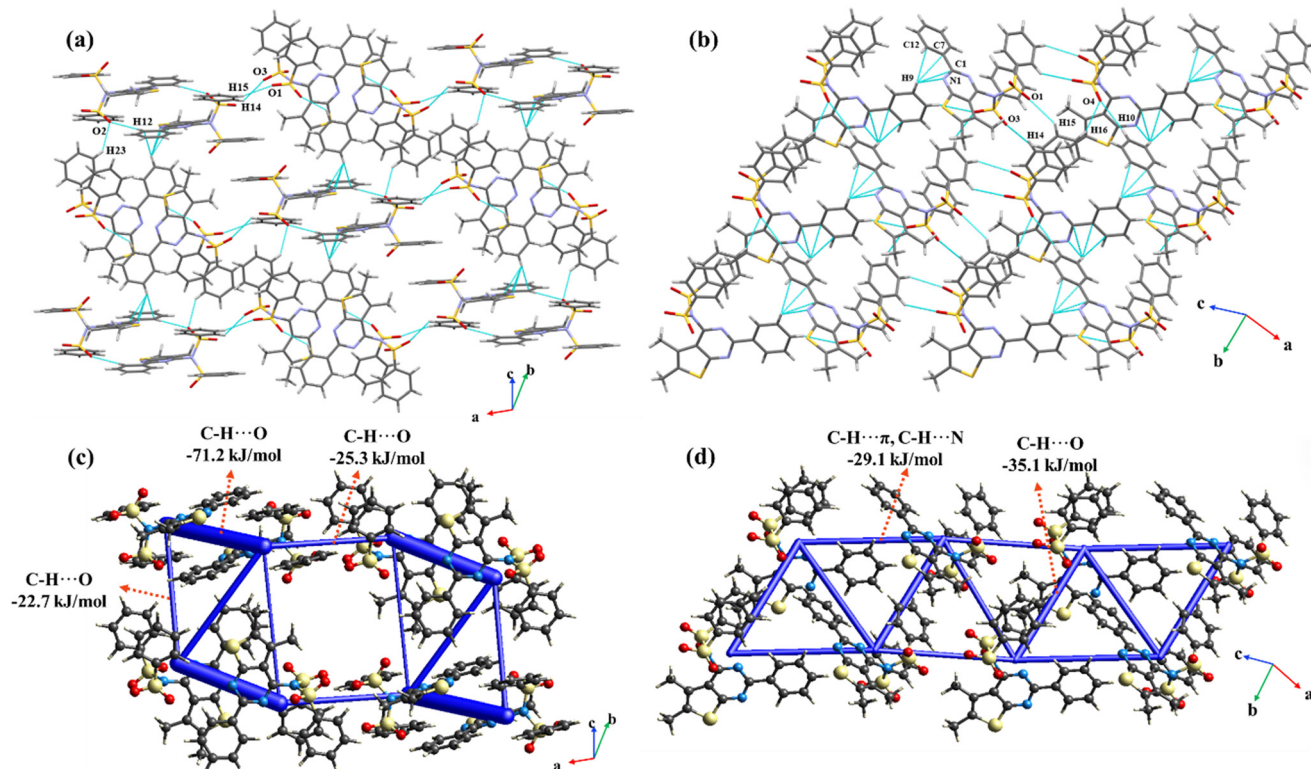 (a)
O3
H15
O1
H14
O2
H12
H23
c
b
a
(b)
C12
C7
C1
H9
N1
O1
O4
O3
H15
H10
H16
H14
c
b
a
(c)
C-H···O
-71.2 kJ/mol
C-H···O
-25.3 kJ/mol
C-H···O
-22.7 kJ/mol
c
b
a
(d)
C-H···π, C-H···N
-29.1 kJ/mol
C-H···O
-35.1 kJ/mol
c
b
a